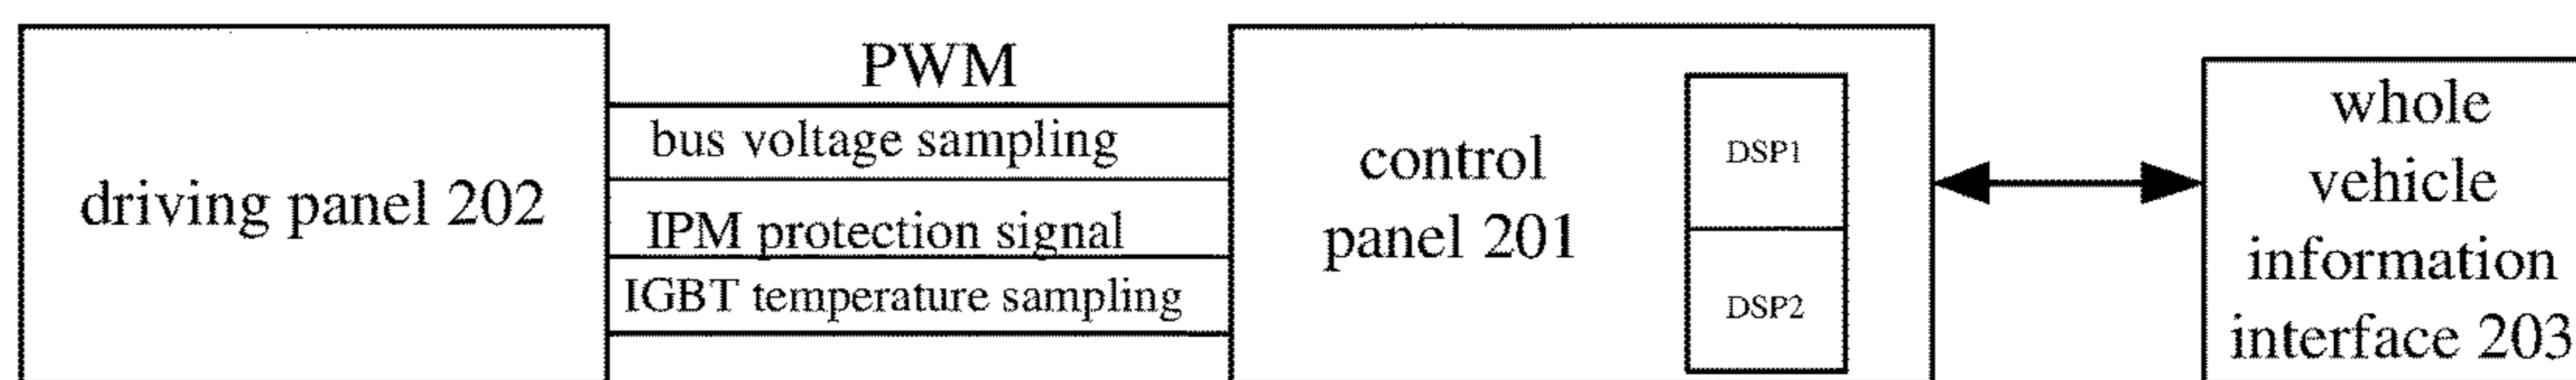 driving panel 202
PWM
bus voltage sampling
IPM protection signal
IGBT temperature sampling
control
panel 201
DSP1
DSP2
whole
vehicle
information
interface 203